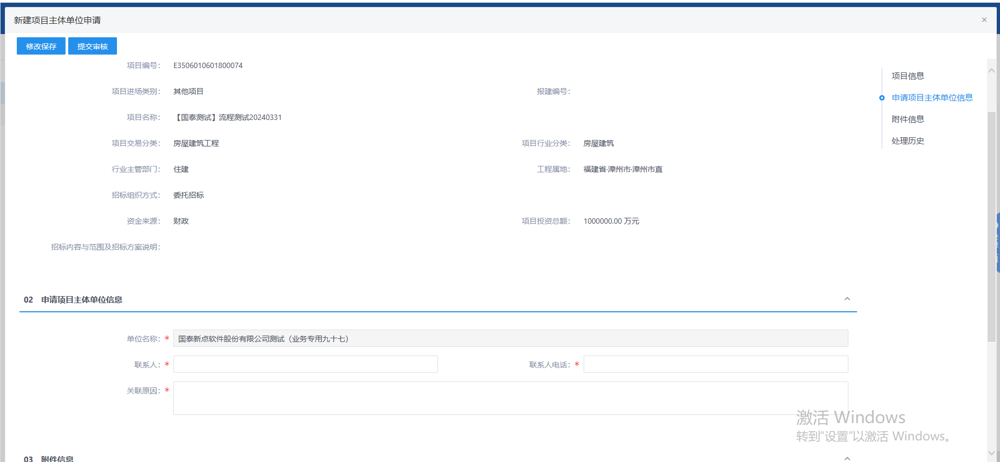 新建项目主体单位申请
修改保存 提交审核
项目编号： E3506010601800074
项目信息
项目进场类别： 其他项目 报建编号：
申请项目主体单位信息
项目名称： 【国泰测试】流程测试20240331
附件信息
项目交易分类： 房屋建筑工程 项目行业分类： 房屋建筑
处理历史
行业主管部门： 住建 工程属地： 福建省·漳州市·漳州市直
招标组织方式： 委托招标
资金来源： 财政 项目投资总额： 1000000.00 万元
招标内容与范围及招标方案说明：
02 申请项目主体单位信息
单位名称：* 国泰新点软件股份有限公司测试（业务专用九十七）
联系人：* 联系人电话：*
关联原因：*
激活 Windows
转到“设置”以激活 Windows。
03 附件信息